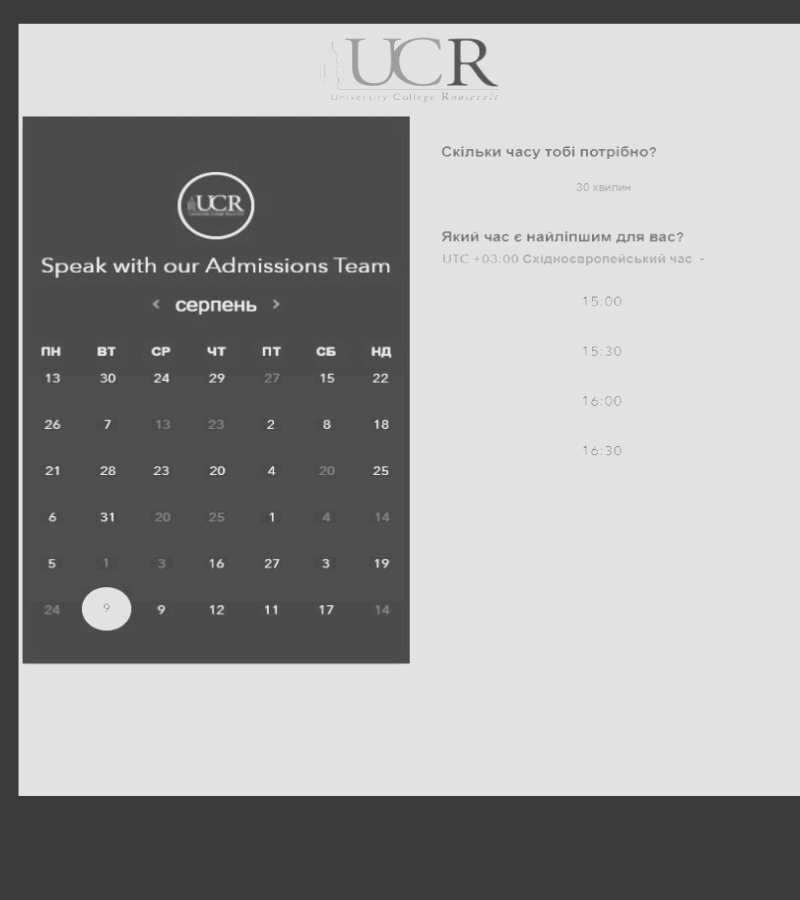 UCR
University College Roosevelt
UCR
Speak with our Admissions Team
< серпень >
ПН ВТ СР ЧТ ПТ СБ НД
13 30 24 29 27 15 22
26 7 13 23 2 8 18
21 28 23 20 4 20 25
6 31 20 25 1 4 14
5 1 3 16 27 3 19
24 9 9 12 11 17 14
Скільки часу тобі потрібно?
30 хвилин
Який час є найліпшим для вас?
UTC +03:00 Східноєвропейський час
15:00
15:30
16:00
16:30